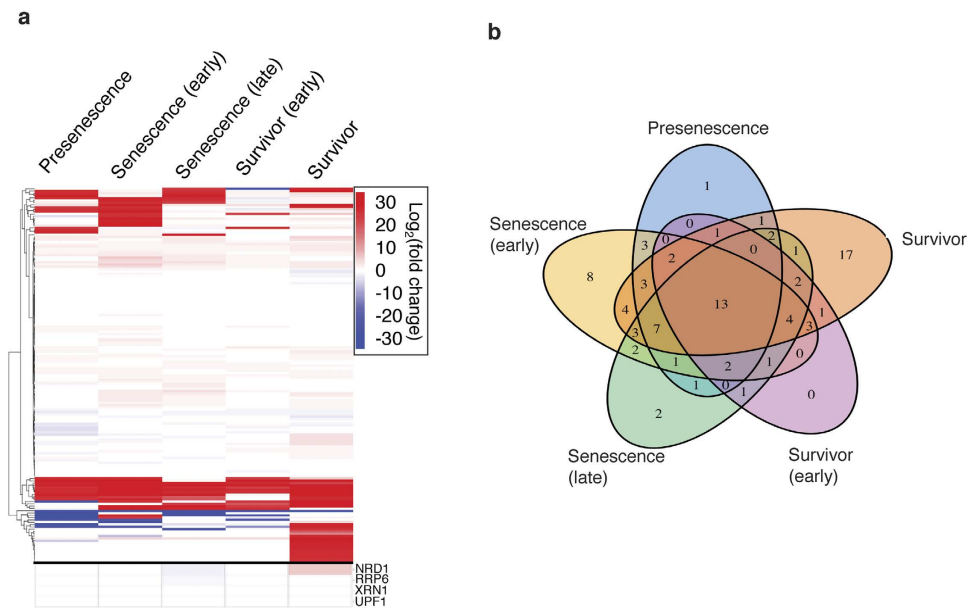 a
Presenescence
Senescence (early)
Senescence (late)
Survivor (early)
Survivor
30
20
10
0
-10
-20
-30
Log2(fold change)
NRD1
RRP6
XRN1
UPF1
b
Presenescence
Senescence
(early)
Survivor
Senescence
(late)
Survivor
(early)
1
0
1
1
2
3
0
2
0
1
17
8
3
2
4
13
4
1
3
7
3
2
1
2
1
0
1
0
1
0
2